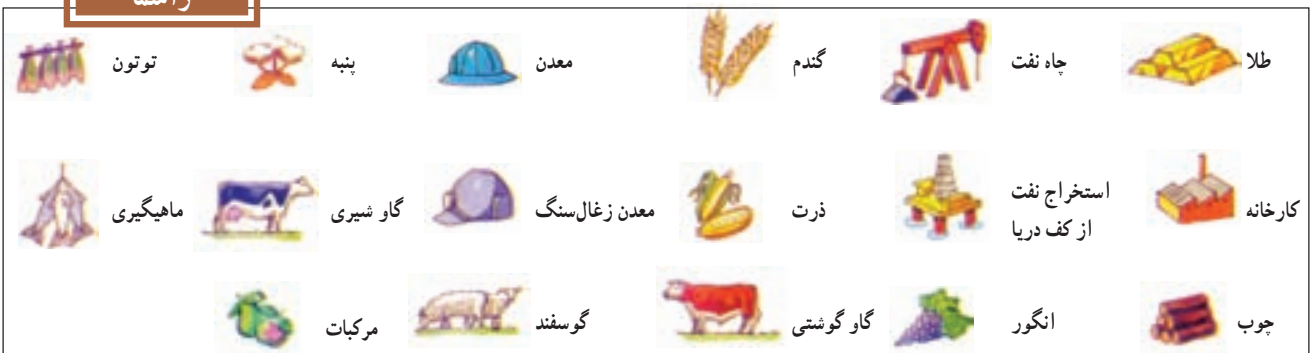 راهنما
طلا چاه نفت گندم معدن پنبه توتون
کارخانه استخراج نفت از کف دریا ذرت معدن زغال‌سنگ گاو شیری ماهیگیری
چوب انگور گاو گوشتی گوسفند مرکبات